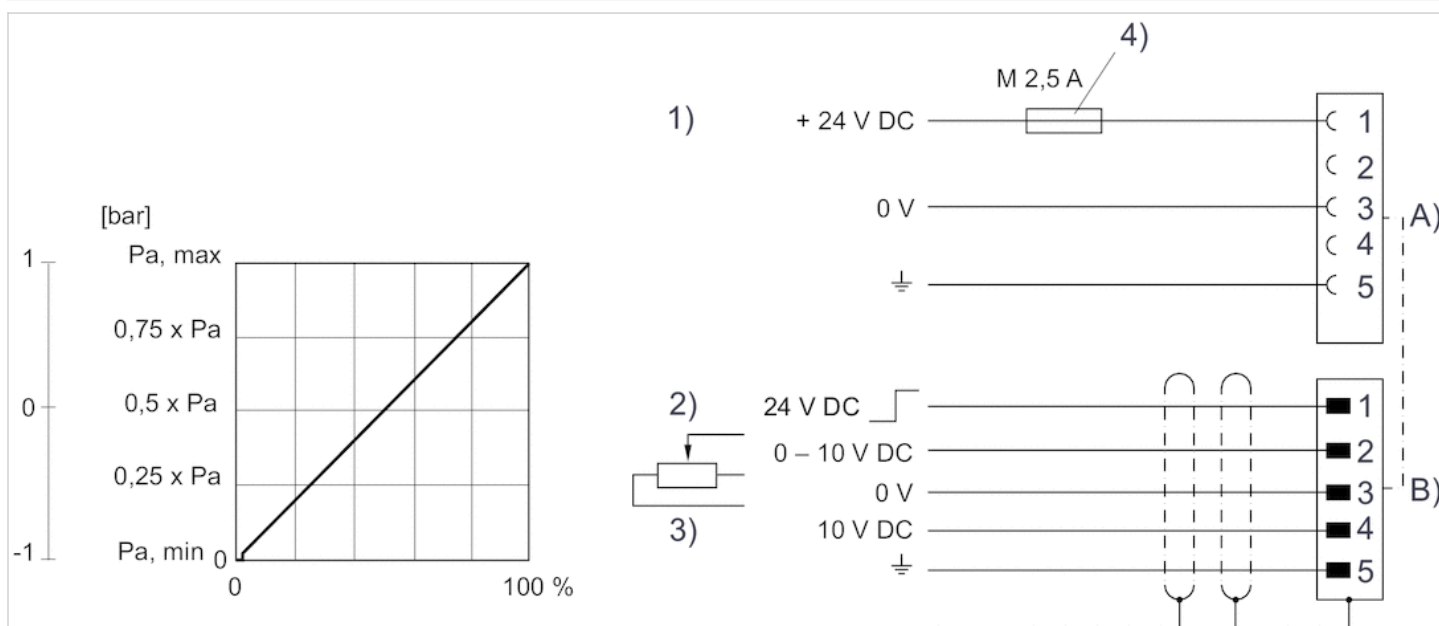 [bar]
1
0
-1
Pa, max
0,75 x Pa
0,5 x Pa
0,25 x Pa
Pa, min 0
0
100 %
4)
M 2,5 A
1)
+ 24 V DC
1
2
0 V
3
A)
4
5
2)
24 V DC
1
0 – 10 V DC
2
0 V
3
B)
3)
10 V DC
4
5